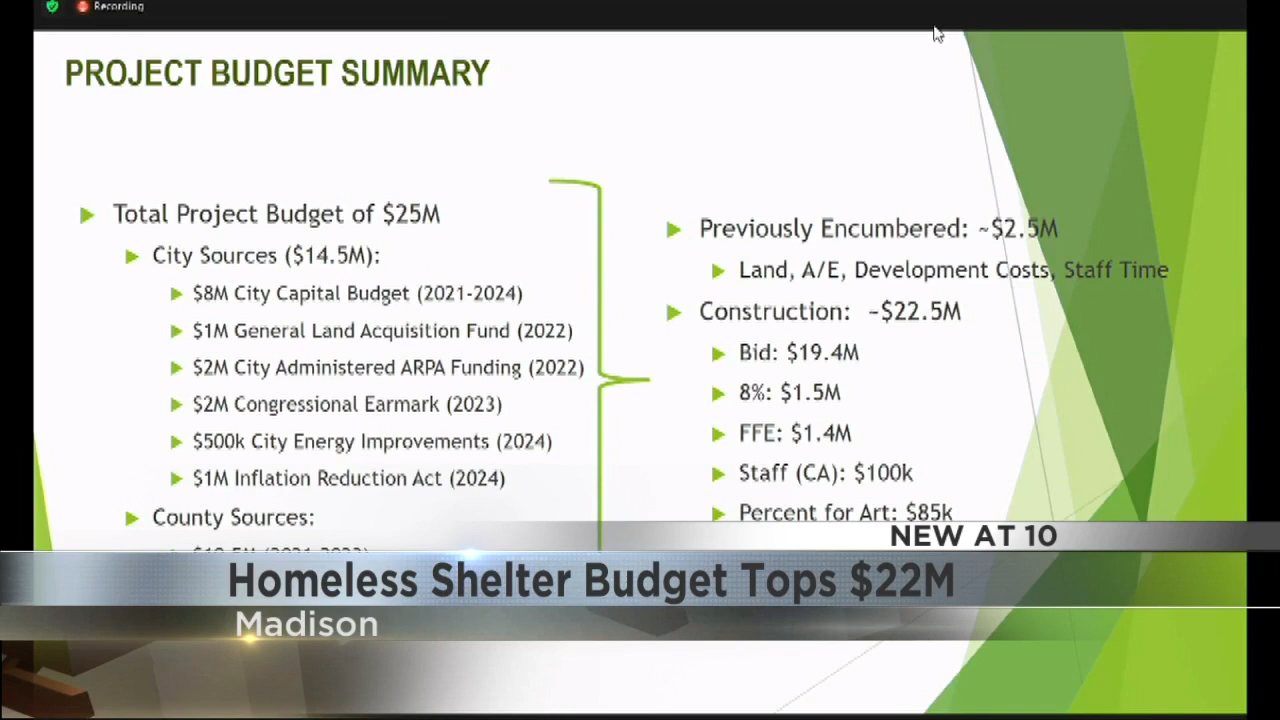 Recording
PROJECT BUDGET SUMMARY
Total Project Budget of $25M
City Sources ($14.5M):
$8M City Capital Budget (2021-2024)
$1M General Land Acquisition Fund (2022)
$2M City Administered ARPA Funding (2022)
$2M Congressional Earmark (2023)
$500k City Energy Improvements (2024)
$1M Inflation Reduction Act (2024)
County Sources:
Previously Encumbered: ~$2.5M
Land, A/E, Development Costs, Staff Time
Construction: ~$22.5M
Bid: $19.4M
8%: $1.5M
FFE: $1.4M
Staff (CA): $100k
Percent for Art: $85k
NEW AT 10
Homeless Shelter Budget Tops $22M
Madison